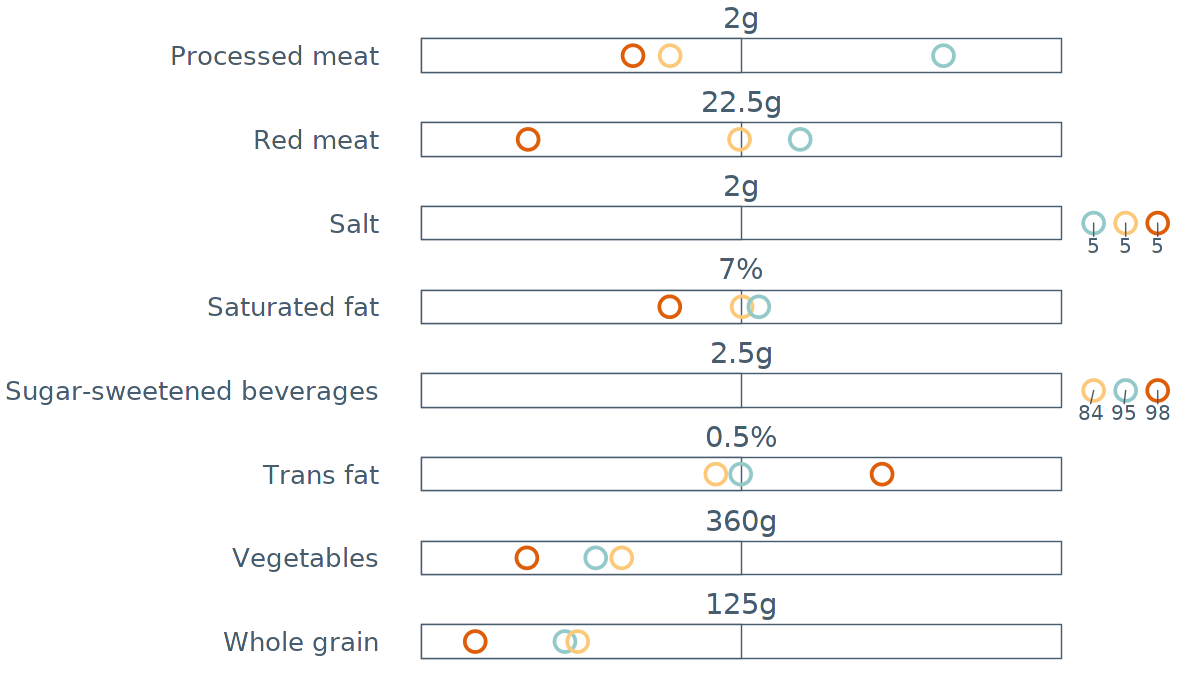 2g
Processed meat
22.5g
Red meat
2g
Salt
5 5 5
7%
Saturated fat
2.5g
Sugar-sweetened beverages
84 95 98
0.5%
Trans fat
360g
Vegetables
125g
Whole grain